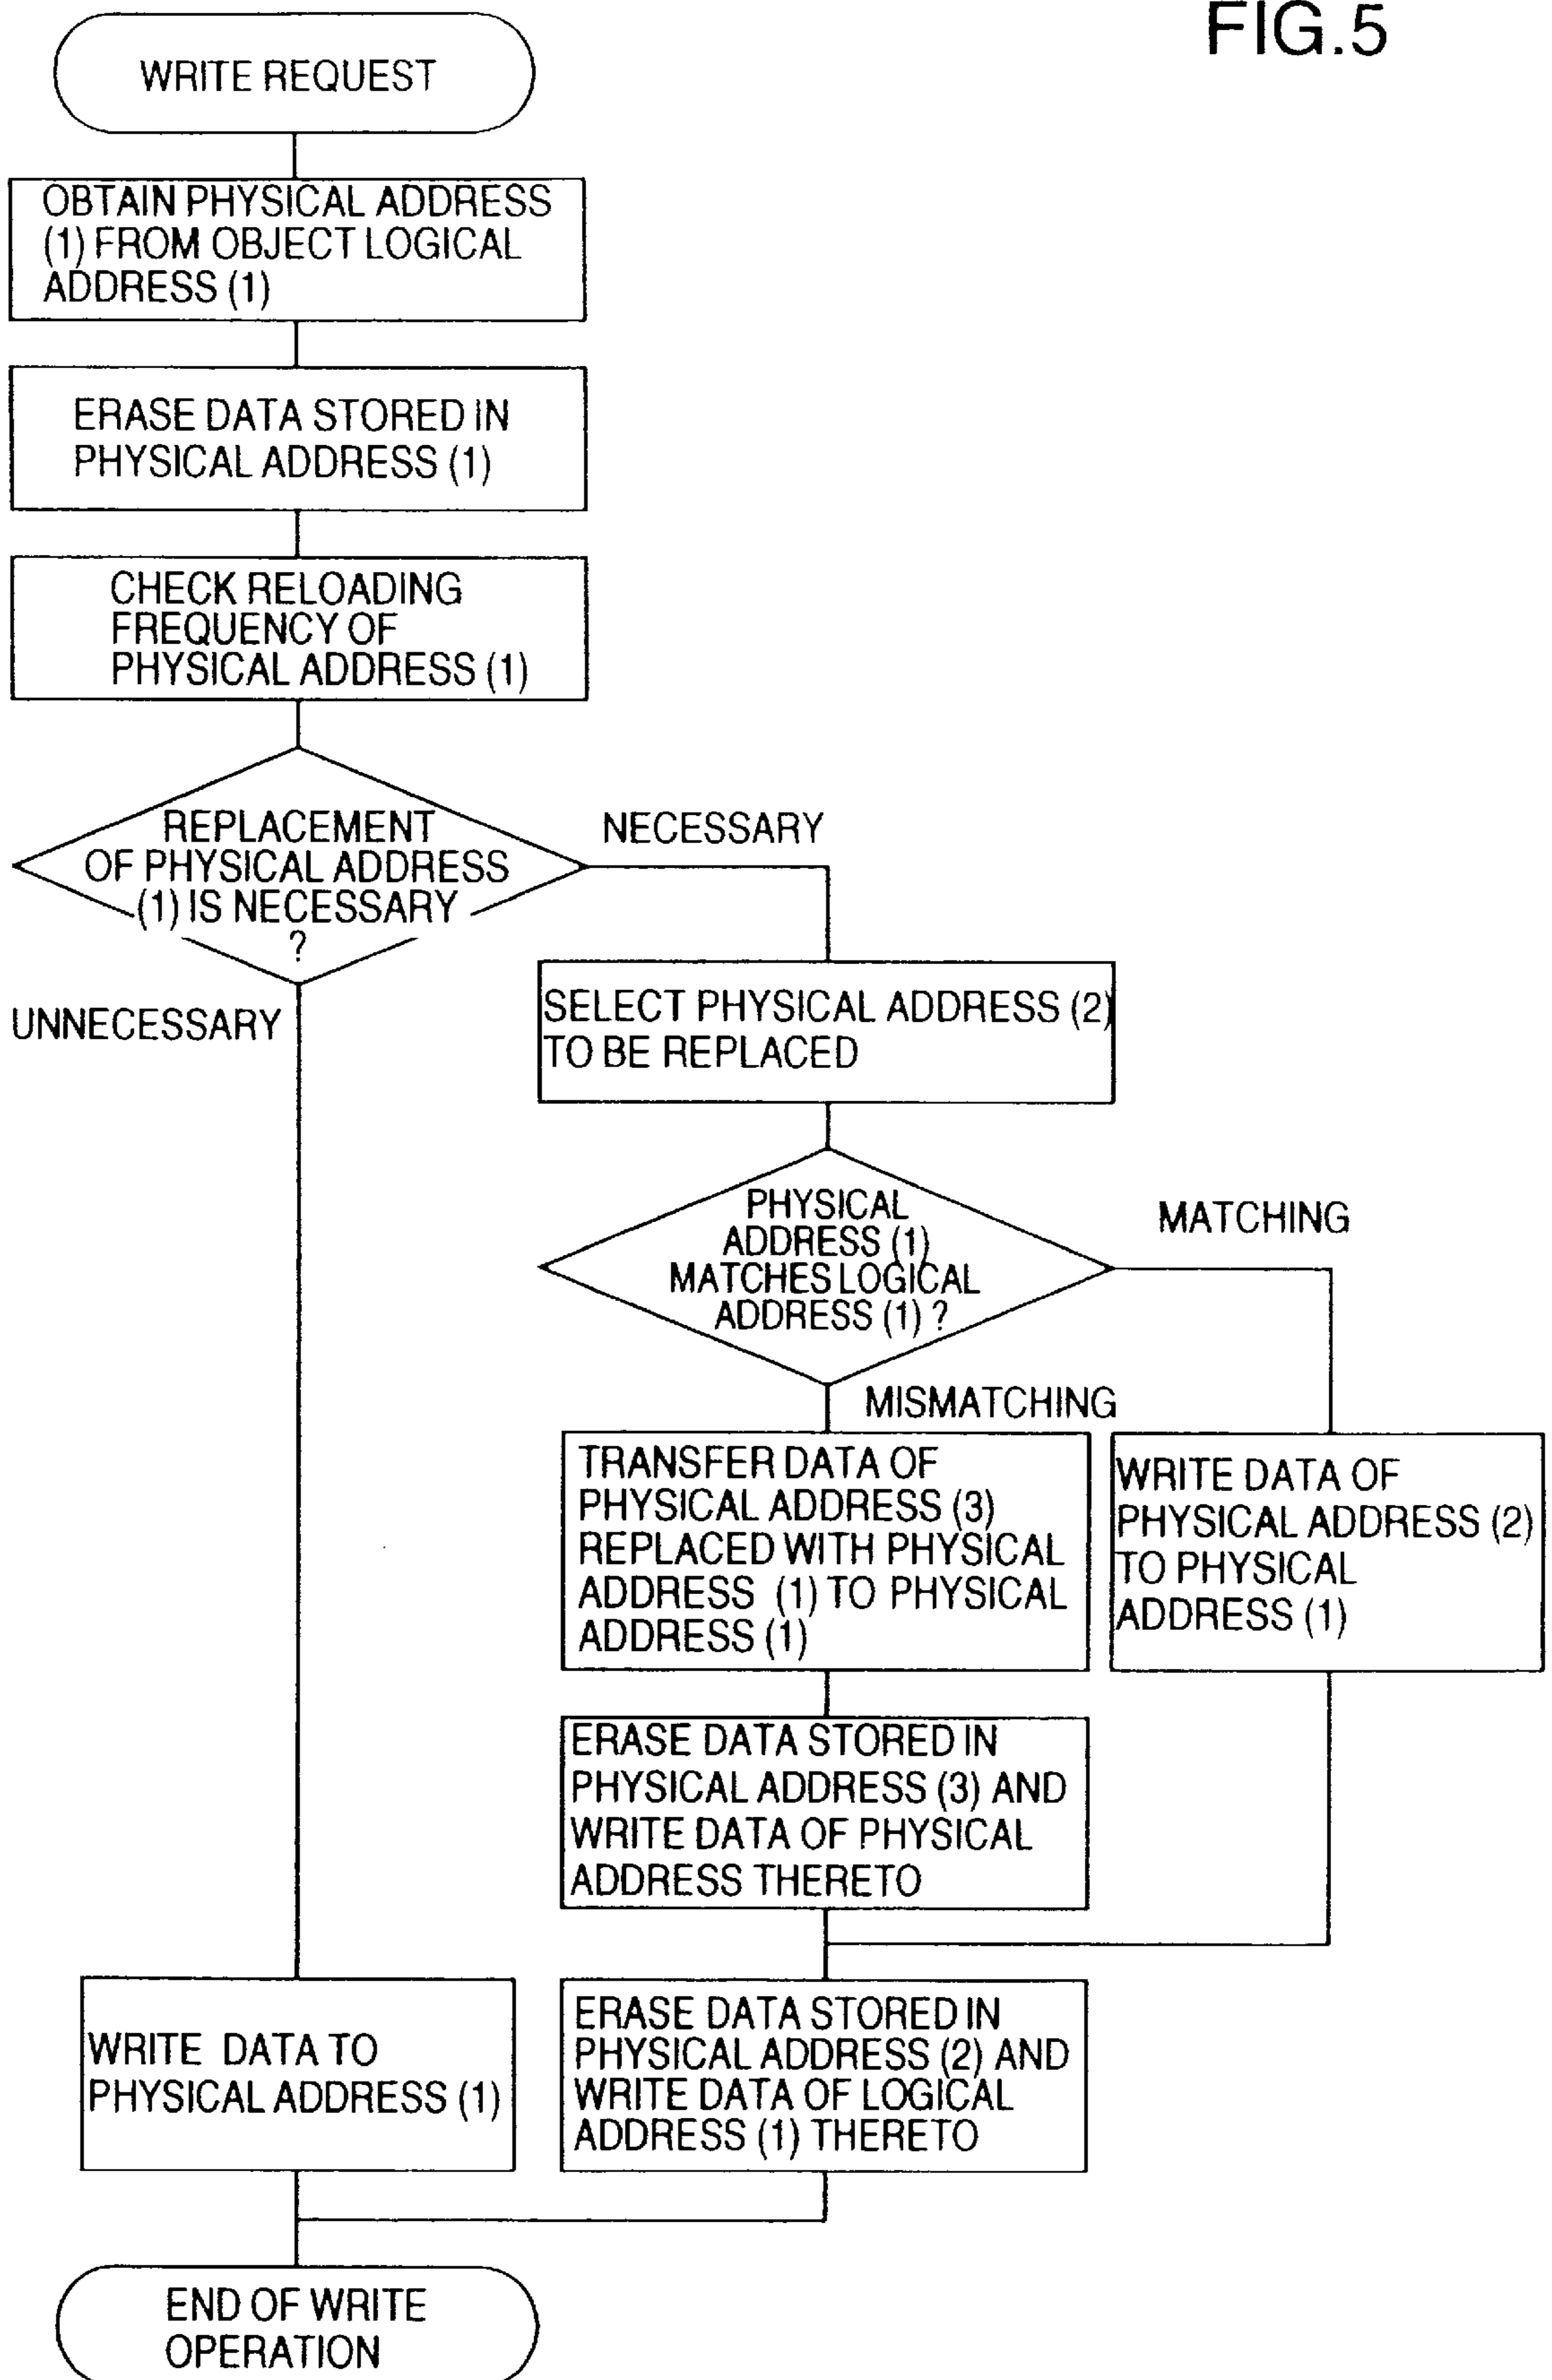 FIG.5
WRITE REQUEST
OBTAIN PHYSICAL ADDRESS
(1) FROM OBJECT LOGICAL
ADDRESS (1)
ERASE DATA STORED IN
PHYSICAL ADDRESS (1)
CHECK RELOADING
FREQUENCY OF
PHYSICAL ADDRESS (1)
REPLACEMENT
OF PHYSICAL ADDRESS
(1) IS NECESSARY
?
NECESSARY
UNNECESSARY
SELECT PHYSICAL ADDRESS (2)
TO BE REPLACED
PHYSICAL
ADDRESS (1)
MATCHES LOGICAL
ADDRESS (1) ?
MATCHING
MISMATCHING
TRANSFER DATA OF
PHYSICAL ADDRESS (3)
REPLACED WITH PHYSICAL
ADDRESS (1) TO PHYSICAL
ADDRESS (1)
WRITE DATA OF
PHYSICAL ADDRESS (2)
TO PHYSICAL
ADDRESS (1)
ERASE DATA STORED IN
PHYSICAL ADDRESS (3) AND
WRITE DATA OF PHYSICAL
ADDRESS THERETO
WRITE DATA TO
PHYSICAL ADDRESS (1)
ERASE DATA STORED IN
PHYSICAL ADDRESS (2) AND
WRITE DATA OF LOGICAL
ADDRESS (1) THERETO
END OF WRITE
OPERATION